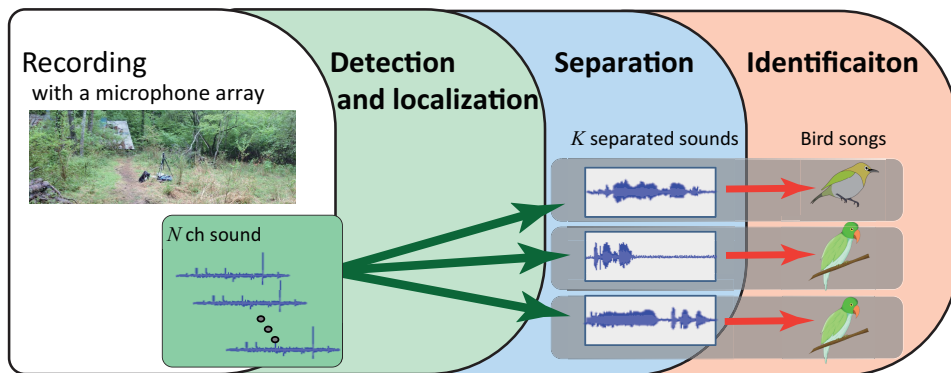 Recording
with a microphone array
Detection
and localization
Separation
Identificaiton
K separated sounds
Bird songs
N ch sound